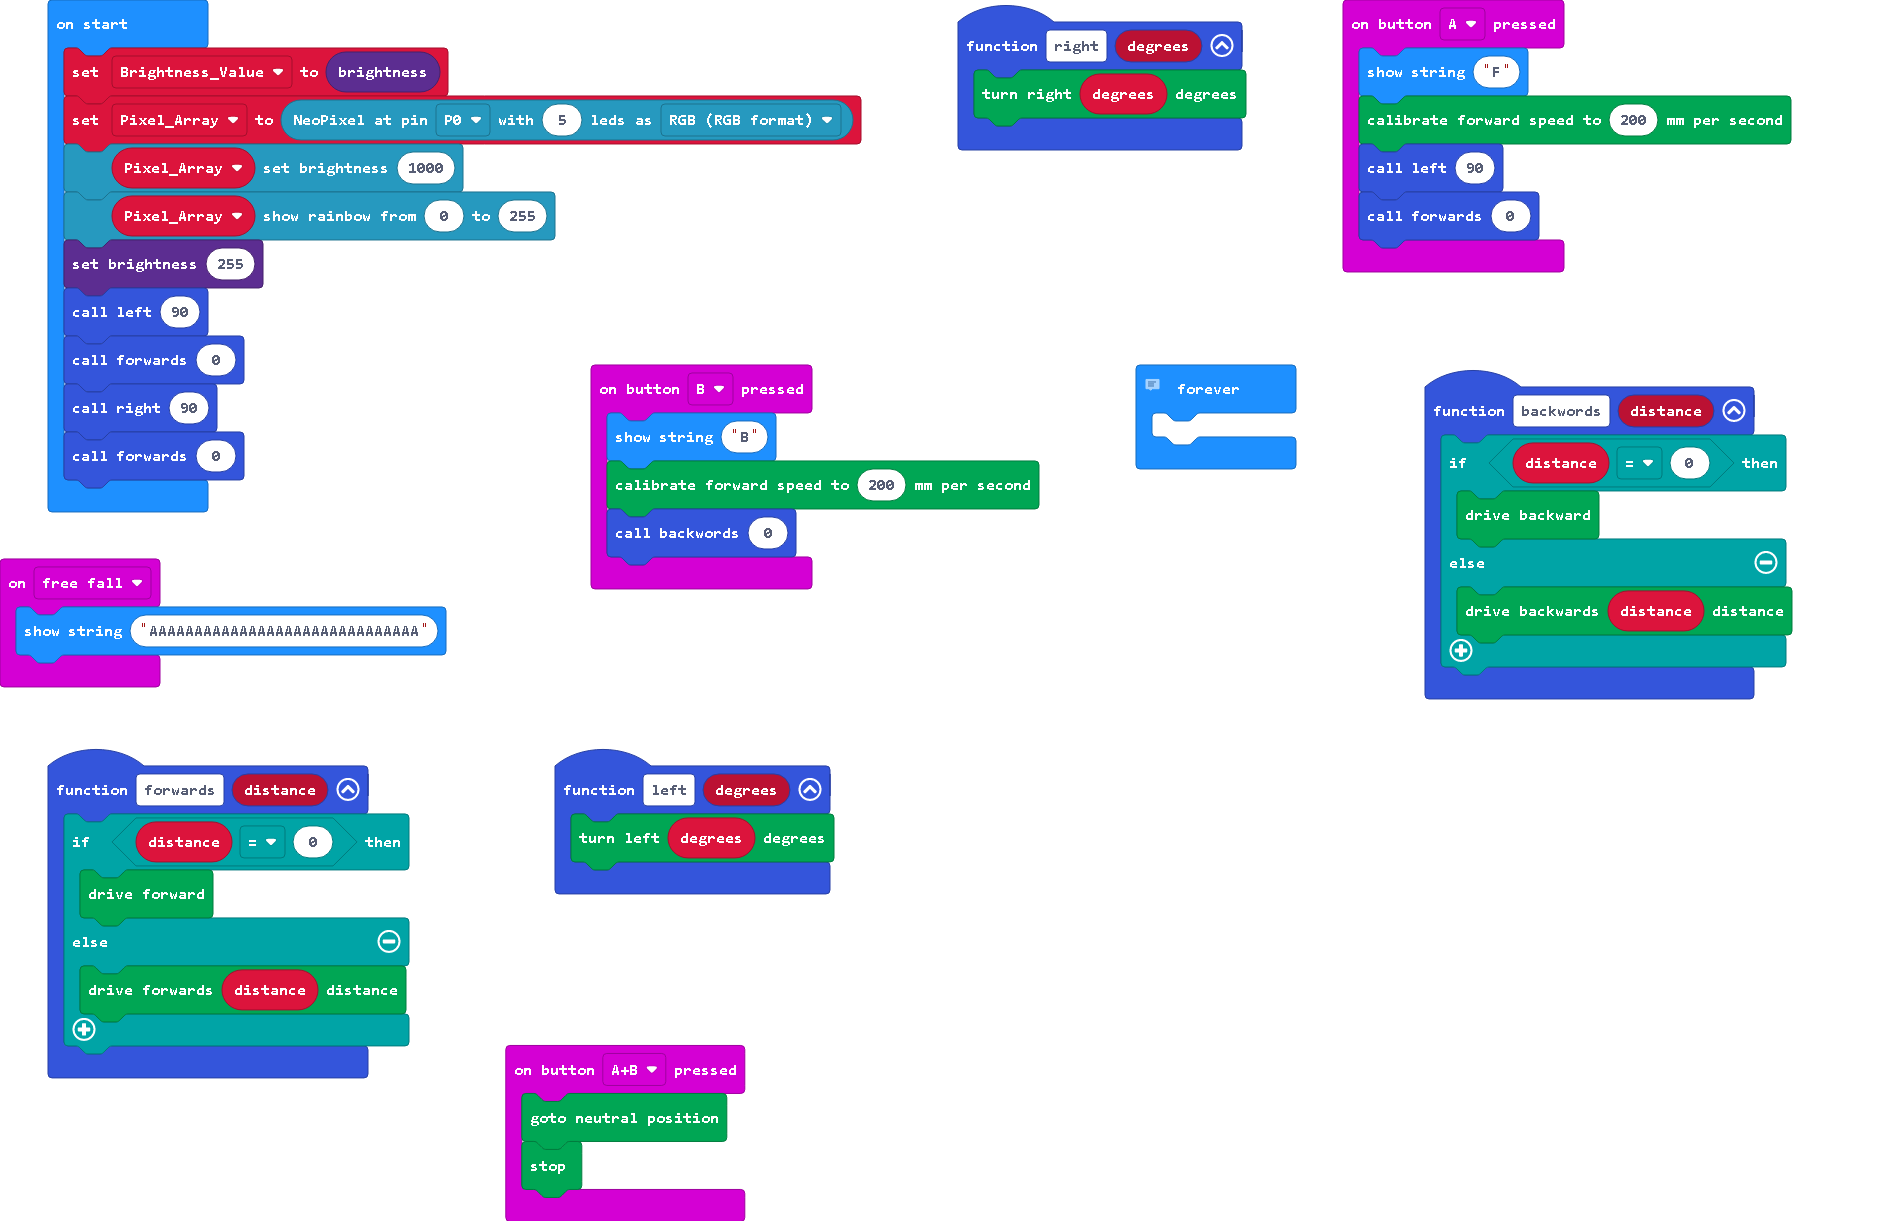 on start
set Brightness_Value to brightness
set Pixel_Array to NeoPixel at pin P0 with 5 leds as RGB (RGB format)
Pixel_Array set brightness 1000
Pixel_Array show rainbow from 0 to 255
set brightness 255
call left 90
call forwards 0
call right 90
call forwards 0
function right degrees
turn right degrees degrees
on button A pressed
show string "F"
calibrate forward speed to 200 mm per second
call left 90
call forwards 0
on button B pressed
show string "B"
calibrate forward speed to 200 mm per second
call backwords 0
forever
function backwords distance
if distance = 0 then
drive backward
else
drive backwards distance distance
on free fall
show string "AAAAAAAAAAAAAAAAAAAAAAAAAAAAAA"
function forwards distance
if distance = 0 then
drive forward
else
drive forwards distance distance
function left degrees
turn left degrees degrees
on button A+B pressed
goto neutral position
stop